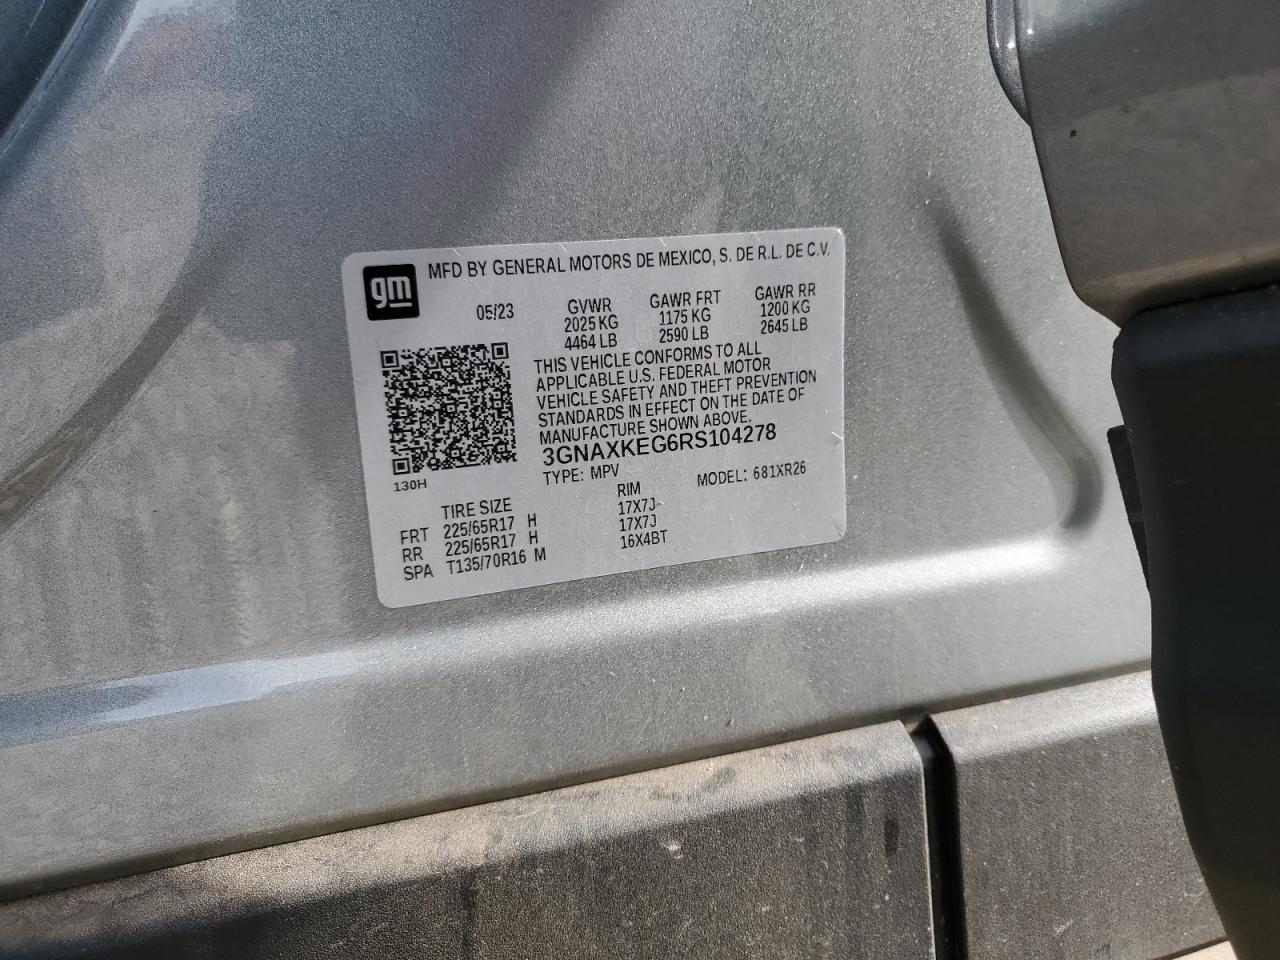 gm
MFD BY GENERAL MOTORS DE MEXICO, S. DE R.L. DE C.V.
05/23
GVWR GAWR FRT GAWR RR
2025 KG 1175 KG 1200 KG
4464 LB 2590 LB 2645 LB
THIS VEHICLE CONFORMS TO ALL
APPLICABLE U.S. FEDERAL MOTOR
VEHICLE SAFETY AND THEFT PREVENTION
STANDARDS IN EFFECT ON THE DATE OF
MANUFACTURE SHOWN ABOVE.
3GNAXKEG6RS104278
TYPE: MPV MODEL: 681XR26
130H
TIRE SIZE RIM
FRT 225/65R17 H 17X7J
RR 225/65R17 H 17X7J
SPA T135/70R16 M 16X4BT